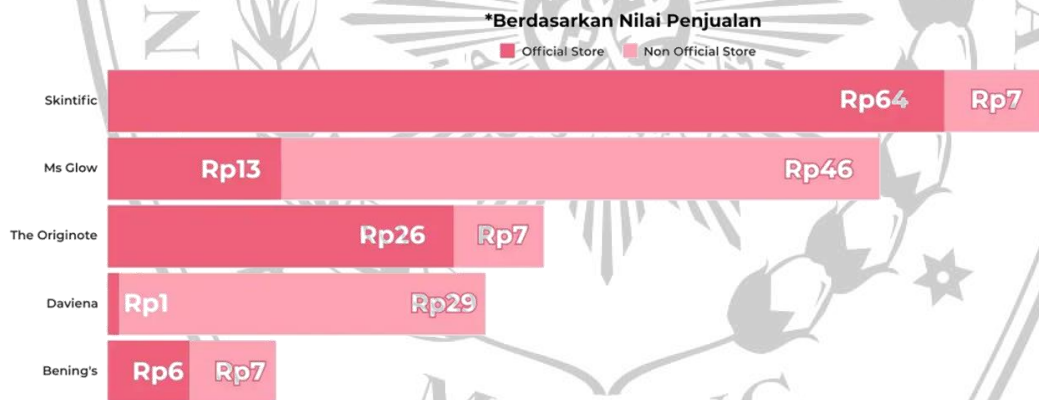 *Berdasarkan Nilai Penjualan
Official Store Non Official Store
Skintific Rp64 Rp7
Ms Glow Rp13 Rp46
The Originote Rp26 Rp7
Daviena Rp1 Rp29
Bening's Rp6 Rp7